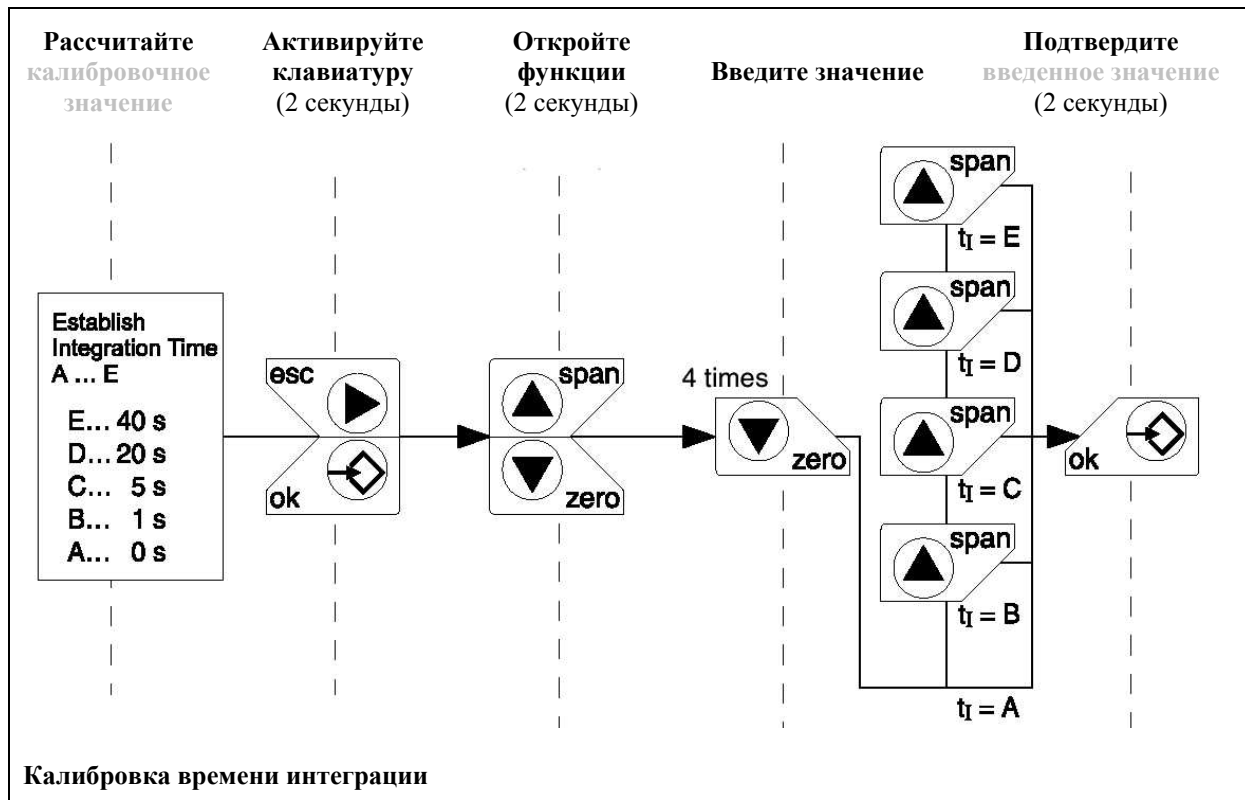 Рассчитайте
калибровочное
значение
Активируйте
клавиатуру
(2 секунды)
Откройте
функции
(2 секунды)
Введите значение
Подтвердите
введенное значение
(2 секунды)
Establish
Integration Time
A ... E
E... 40 s
D... 20 s
C... 5 s
B... 1 s
A... 0 s
esc
ok
span
zero
4 times
zero
span
tI = E
span
tI = D
span
tI = C
span
tI = B
tI = A
ok
Калибровка времени интеграции